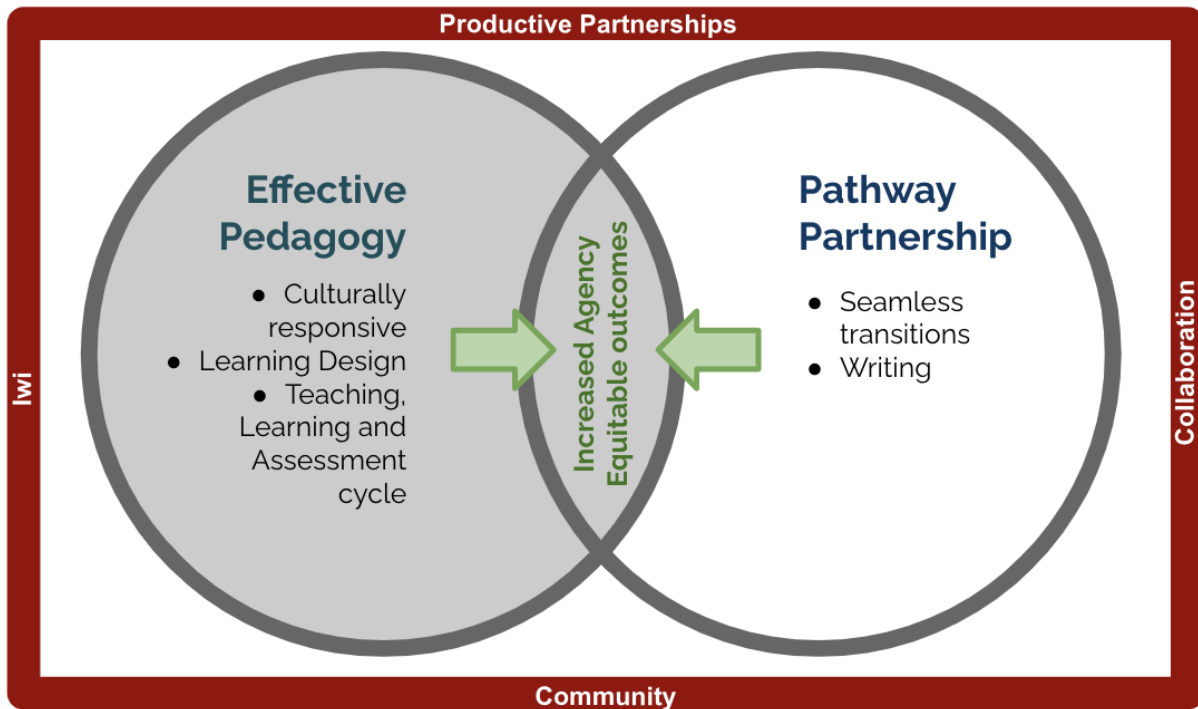 Productive Partnerships
Iwi
Effective
Pedagogy
● Culturally
responsive
● Learning Design
● Teaching,
Learning and
Assessment
cycle
Increased Agency
Equitable outcomes
Pathway
Partnership
● Seamless
transitions
● Writing
Collaboration
Community